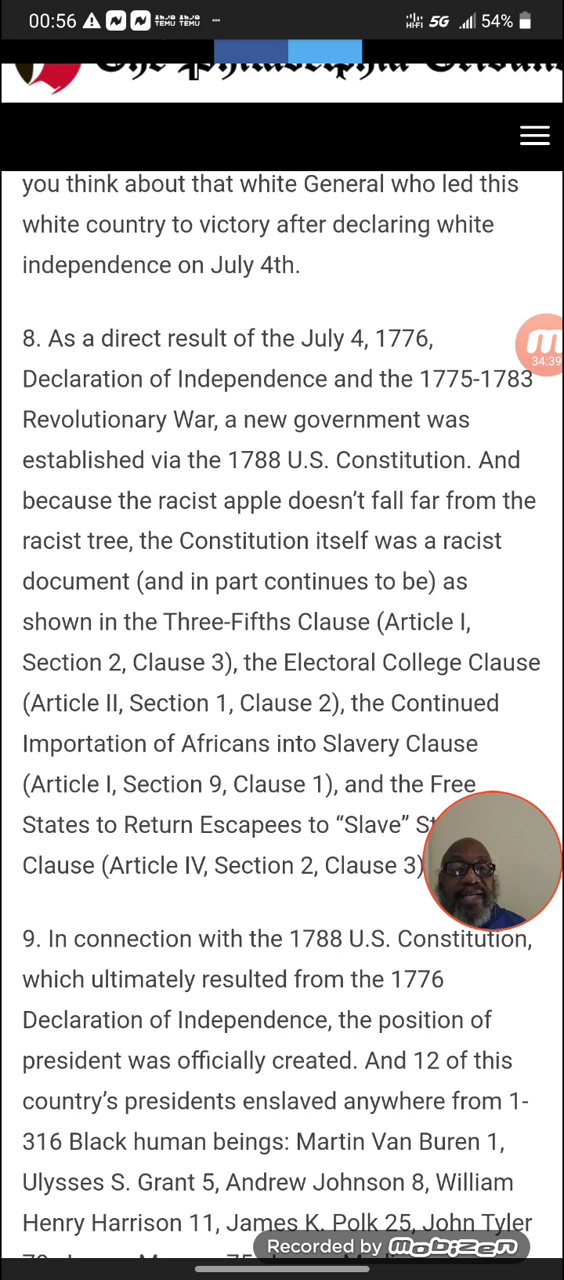 00:56 TEMU TEMU HiFi 5G 54%
The Philadelphia Tribune
you think about that white General who led this
white country to victory after declaring white
independence on July 4th.
8. As a direct result of the July 4, 1776,
34:39
Declaration of Independence and the 1775-1783
Revolutionary War, a new government was
established via the 1788 U.S. Constitution. And
because the racist apple doesn’t fall far from the
racist tree, the Constitution itself was a racist
document (and in part continues to be) as
shown in the Three-Fifths Clause (Article I,
Section 2, Clause 3), the Electoral College Clause
(Article II, Section 1, Clause 2), the Continued
Importation of Africans into Slavery Clause
(Article I, Section 9, Clause 1), and the Free
States to Return Escapees to “Slave”
Clause (Article IV, Section 2, Clause 3)
9. In connection with the 1788 U.S. Constitution,
which ultimately resulted from the 1776
Declaration of Independence, the position of
president was officially created. And 12 of this
country’s presidents enslaved anywhere from 1-
316 Black human beings: Martin Van Buren 1,
Ulysses S. Grant 5, Andrew Johnson 8, William
Henry Harrison 11, James K. Polk 25, John Tyler
Recorded by mobizen